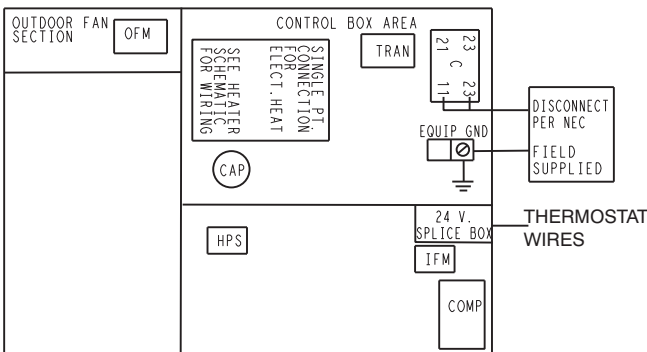 OUTDOOR FAN
SECTION
OFM
CONTROL BOX AREA
TRAN
SINGLE PT.
CONNECTION
FOR
ELECT.HEAT
SEE HEATER
SCHEMATIC
FOR WIRING
23
21
C
23
11
DISCONNECT
PER NEC
FIELD
SUPPLIED
EQUIP GND
CAP
24 V.
SPLICE BOX
THERMOSTAT
WIRES
HPS
IFM
COMP